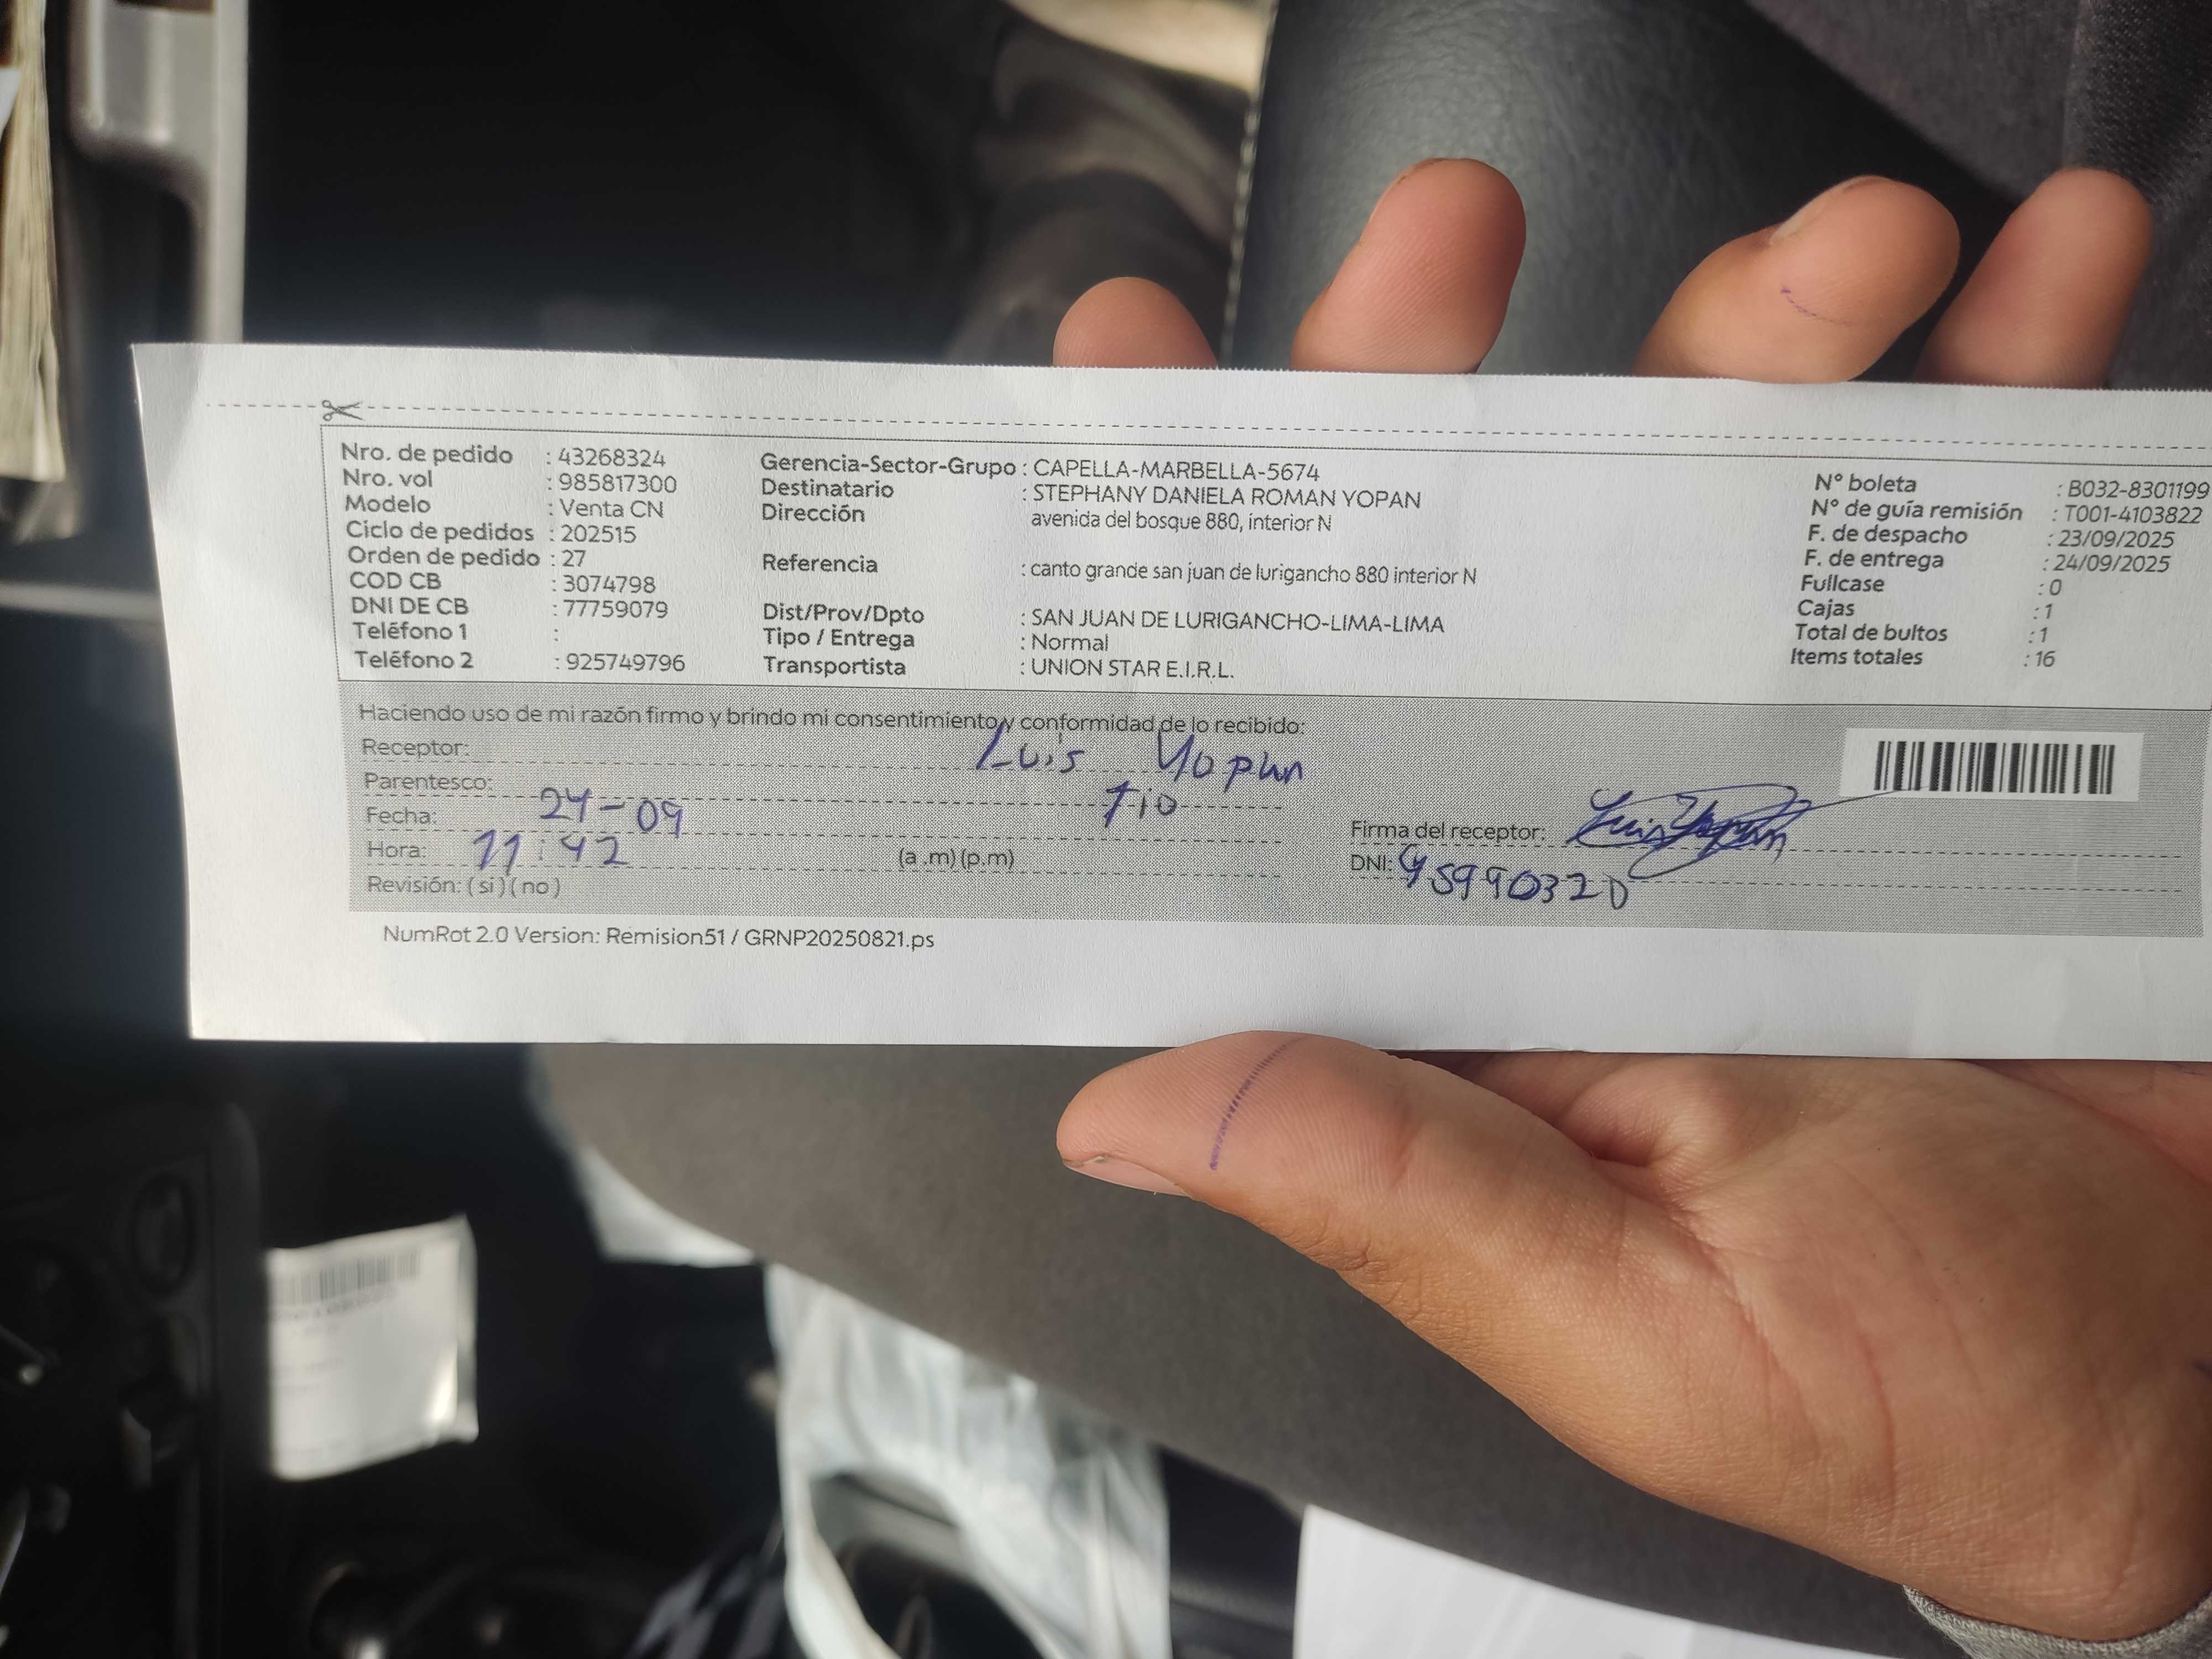 Nro. de pedido : 43268324
Nro. vol : 985817300
Modelo : Venta CN
Ciclo de pedidos : 202515
Orden de pedido : 27
COD CB : 3074798
DNI DE CB : 77759079
Teléfono 1 :
Teléfono 2 : 925749796
Gerencia-Sector-Grupo : CAPELLA-MARBELLA-5674
Destinatario : STEPHANY DANIELA ROMAN YOPAN
Dirección avenida del bosque 880, interior N
Referencia : canto grande san juan de lurigancho 880 interior N
Dist/Prov/Dpto : SAN JUAN DE LURIGANCHO-LIMA-LIMA
Tipo / Entrega : Normal
Transportista : UNION STAR E.I.R.L.
N° boleta : B032-8301199
N° de guía remisión : T001-4103822
F. de despacho : 23/09/2025
F. de entrega : 24/09/2025
Fullcase : 0
Cajas : 1
Total de bultos : 1
Items totales : 16
Haciendo uso de mi razón firmo y brindo mi consentimiento y conformidad de lo recibido:
Receptor: Luis Yopan
Parentesco: Tio
Fecha: 24-09
Hora: 11:42 (a .m) (p.m)
Revisión: ( si ) ( no )
Firma del receptor: Luis Yopan
DNI: 45990320
NumRot 2.0 Version: Remision51 / GRNP20250821.ps